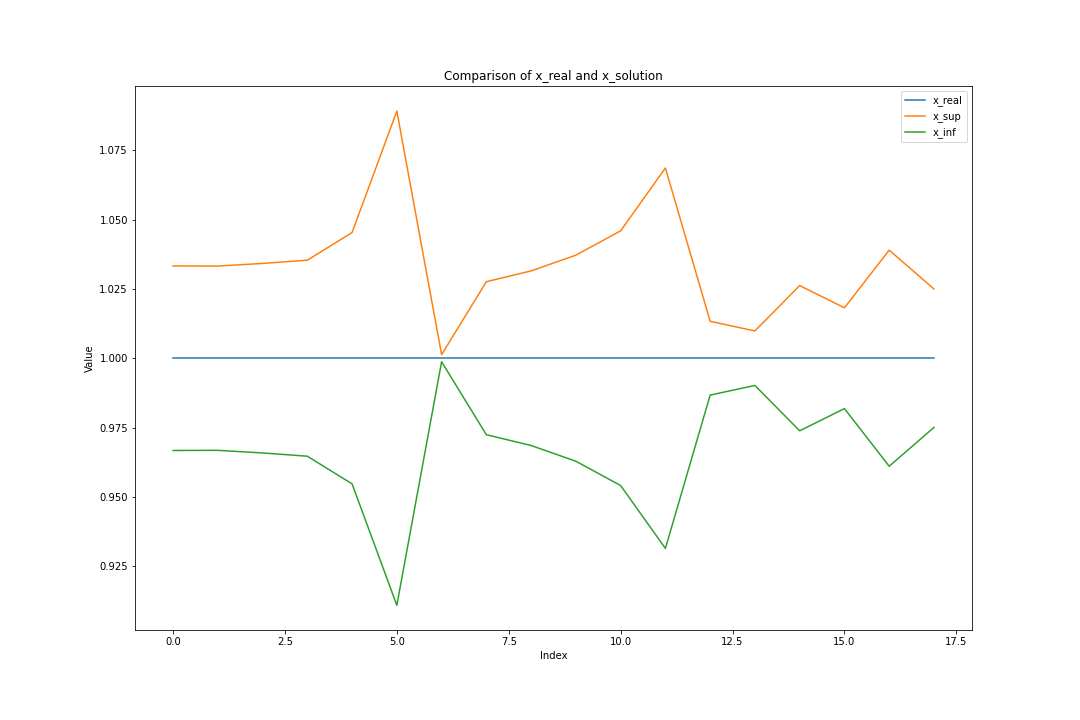 Comparison of x_real and x_solution
x_real
x_sup
x_inf
1.075
1.050
1.025
1.000
0.975
0.950
0.925
Value
0.0 2.5 5.0 7.5 10.0 12.5 15.0 17.5
Index